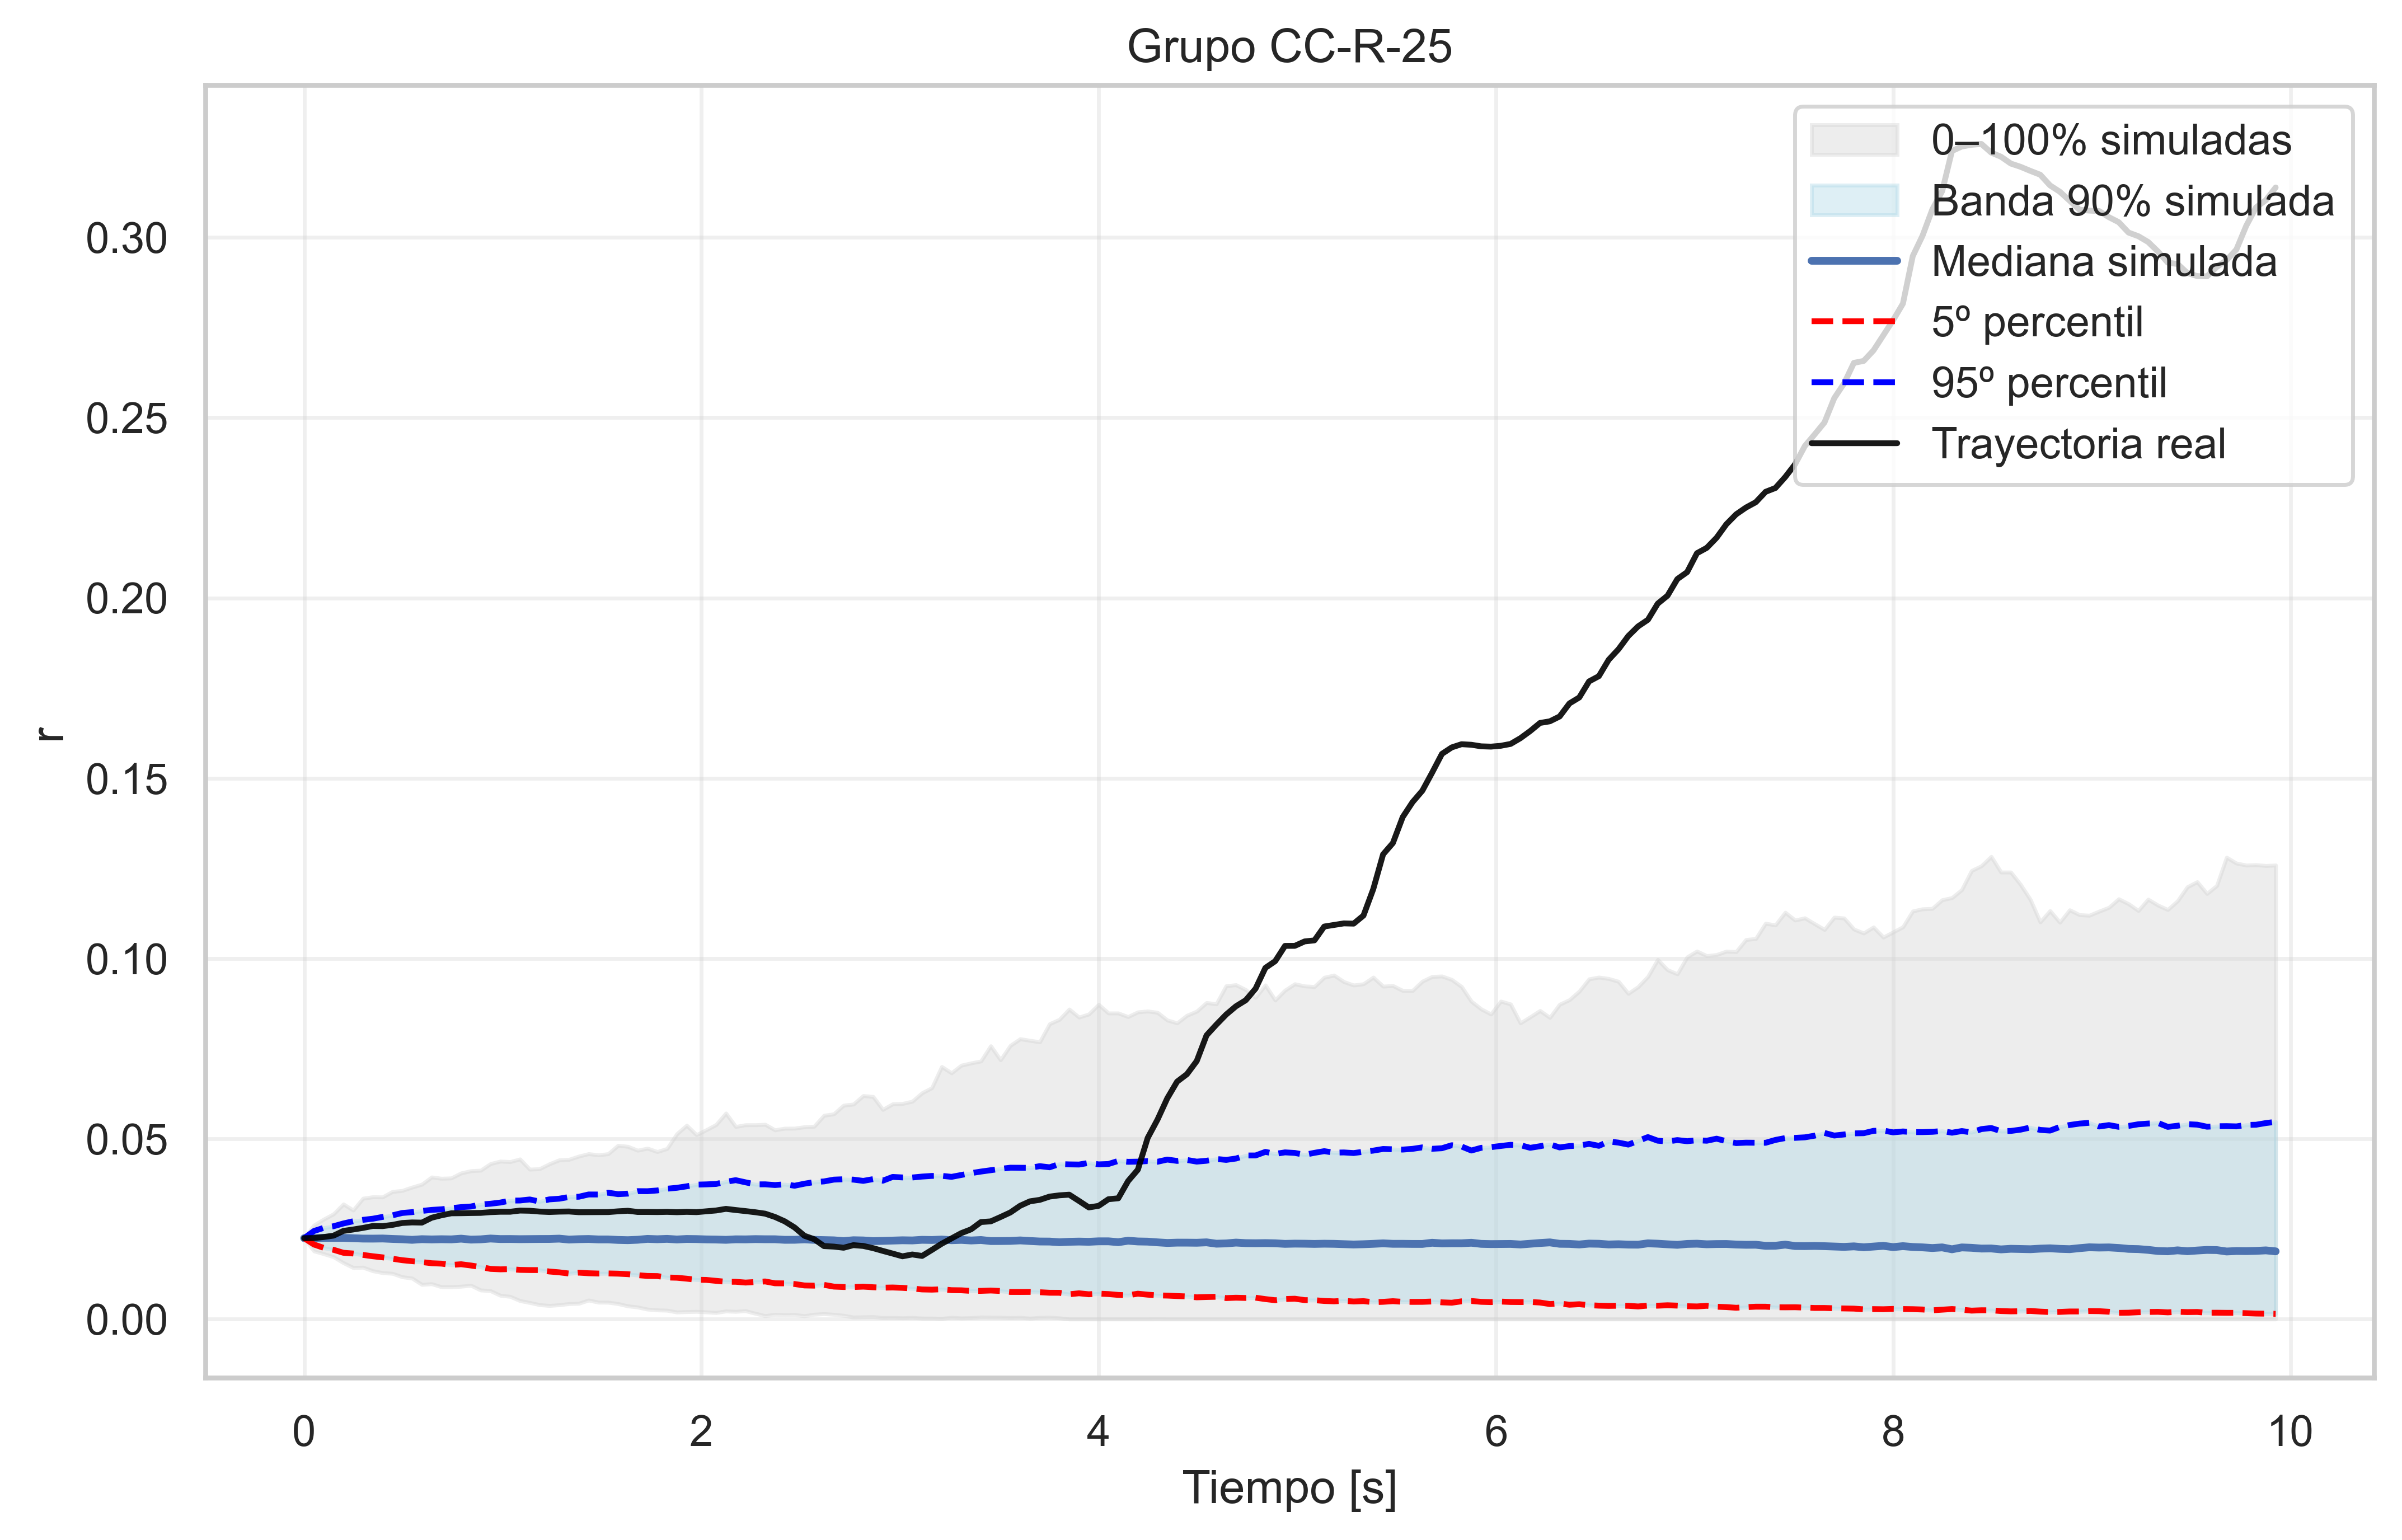 Grupo CC-R-25
0–100% simuladas
Banda 90% simulada
Mediana simulada
5º percentil
95º percentil
Trayectoria real
0.30
0.25
0.20
0.15
0.10
0.05
0.00
r
0 2 4 6 8 10
Tiempo [s]